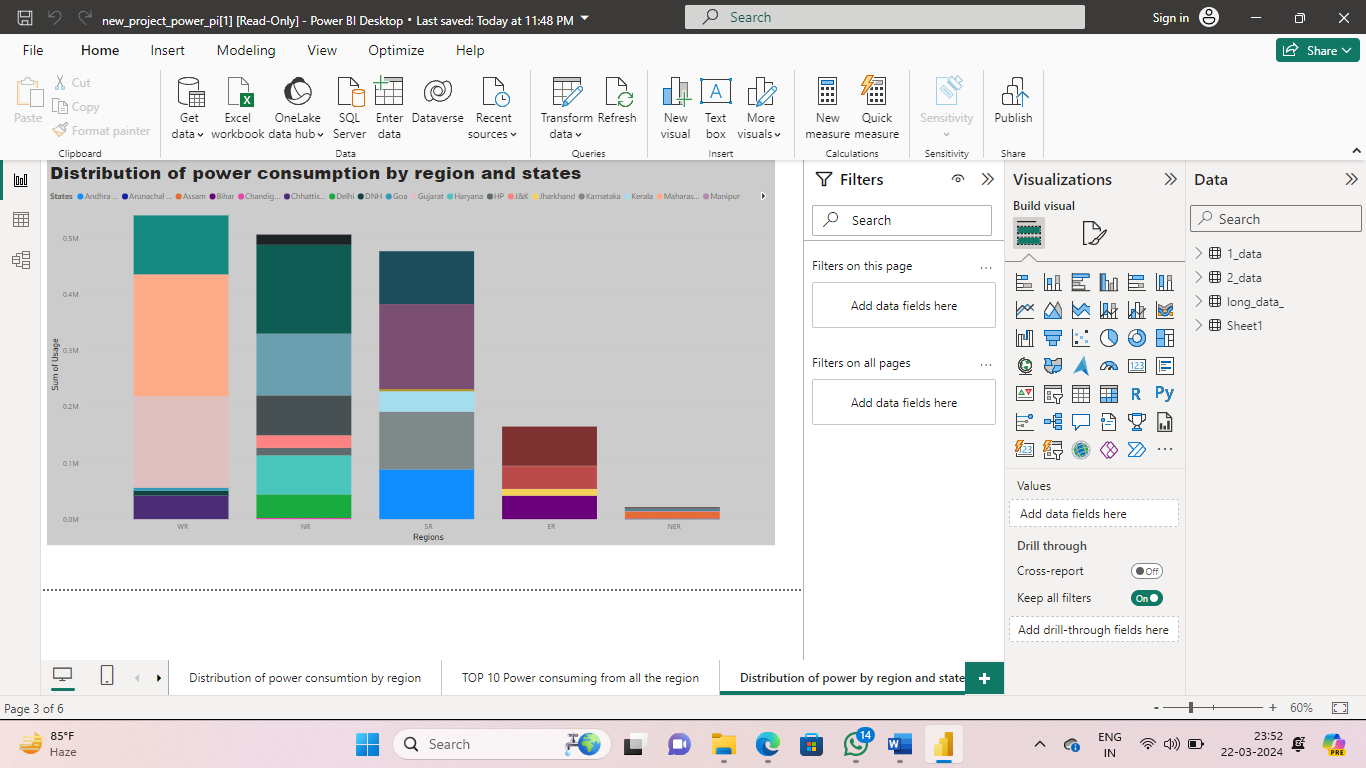 new_project_power_pi[1] [Read-Only] - Power BI Desktop • Last saved: Today at 11:48 PM
Search
Sign in
File
Home
Insert
Modeling
View
Optimize
Help
Share
Paste
Cut
Copy
Format painter
Get data
Excel workbook
OneLake data hub
SQL Server
Enter data
Dataverse
Recent sources
Transform data
Refresh
New visual
Text box
More visuals
New measure
Quick measure
Sensitivity
Publish
Clipboard
Data
Queries
Insert
Calculations
Sensitivity
Share
Distribution of power consumption by region and states
States Andhra ... Arunachal ... Assam Bihar Chandig... Chhattis... Delhi DNH Goa Gujarat Haryana HP J&K Jharkhand Karnataka Kerala Maharas... Manipur
Sum of Usage
0.5M
0.4M
0.3M
0.2M
0.1M
0.0M
WR NR SR ER NER
Regions
Filters
Search
Filters on this page
...
Add data fields here
Filters on all pages
...
Add data fields here
Visualizations
Build visual
123
R
Py
123
...
Values
Add data fields here
Drill through
Cross-report
Off
Keep all filters
On
Add drill-through fields here
Data
Search
1_data
2_data
long_data_
Sheet1
Distribution of power consumtion by region
TOP 10 Power consuming from all the region
Distribution of power by region and state
+
Page 3 of 6
- + 60%
85°F
Haze
Search
14
W
ENG
IN
23:52
22-03-2024
PRE